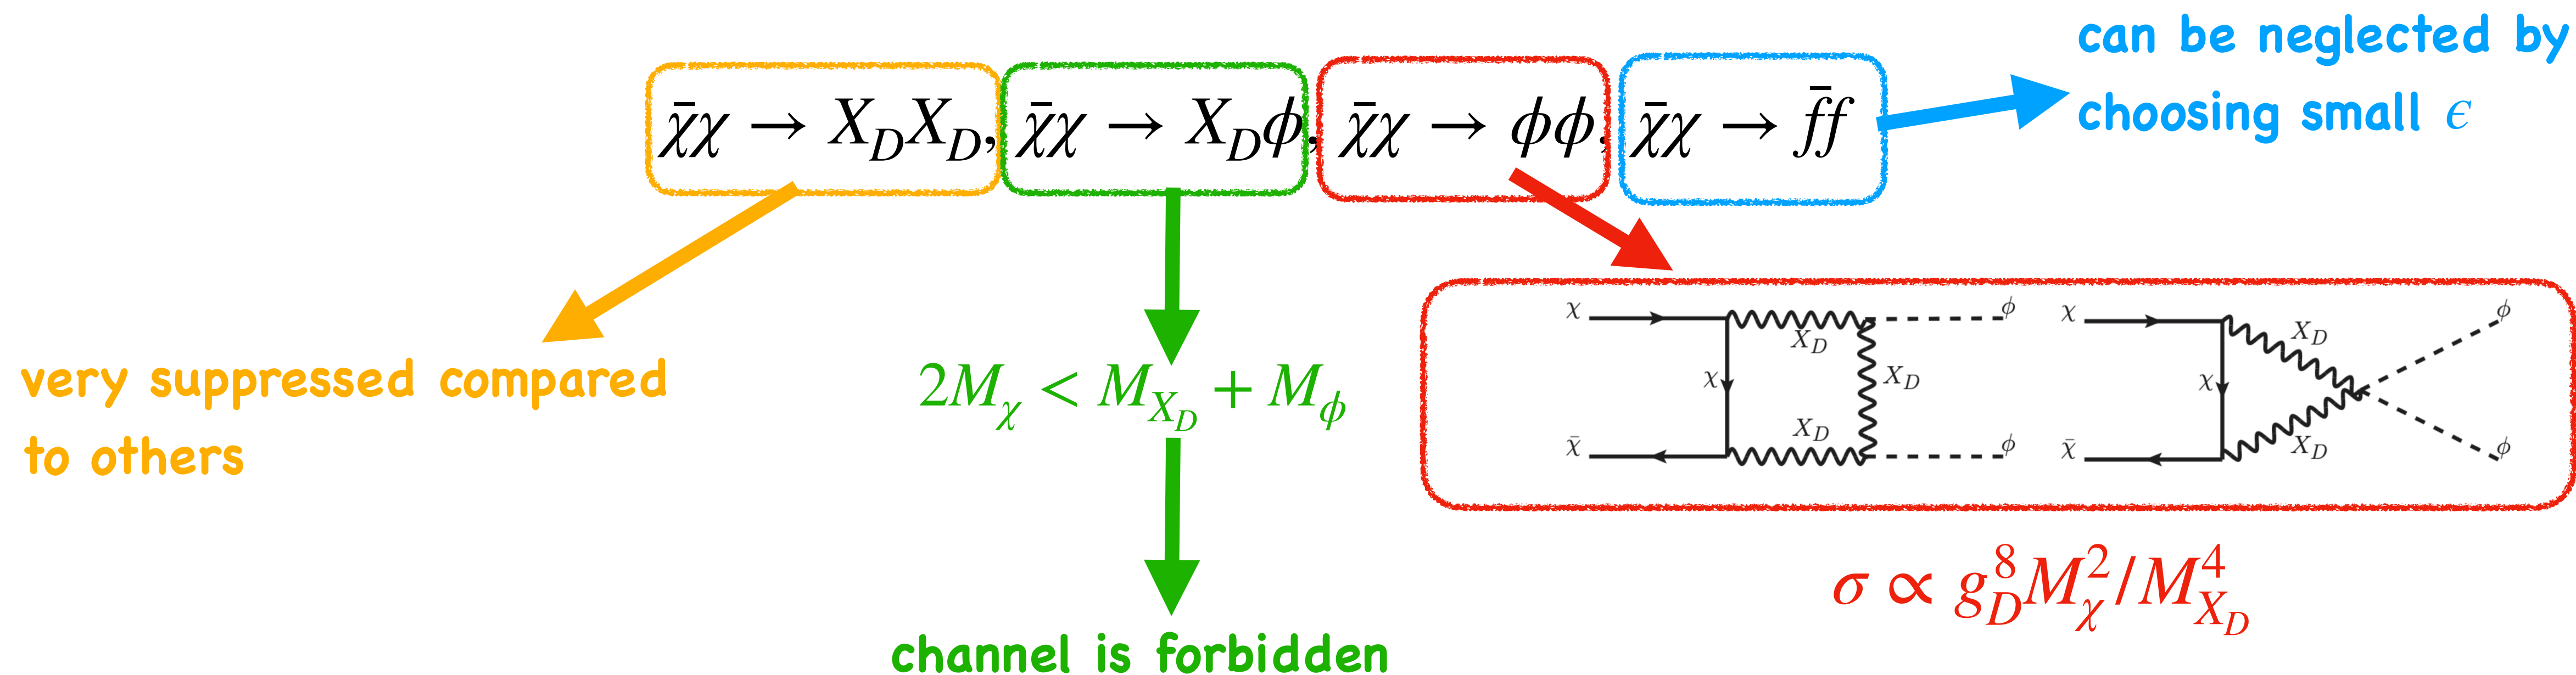 can be neglected by
choosing small ϵ
χ̄χ → X_D X_D, χ̄χ → X_D ϕ, χ̄χ → ϕϕ, χ̄χ → f̄f
very suppressed compared
to others
2M_χ < M_{X_D} + M_ϕ
channel is forbidden
χ
X_D
ϕ
χ
X_D
χ̄
X_D
ϕ
χ
X_D
ϕ
χ
χ̄
X_D
ϕ
σ ∝ g_D^8 M_χ^2 / M_{X_D}^4